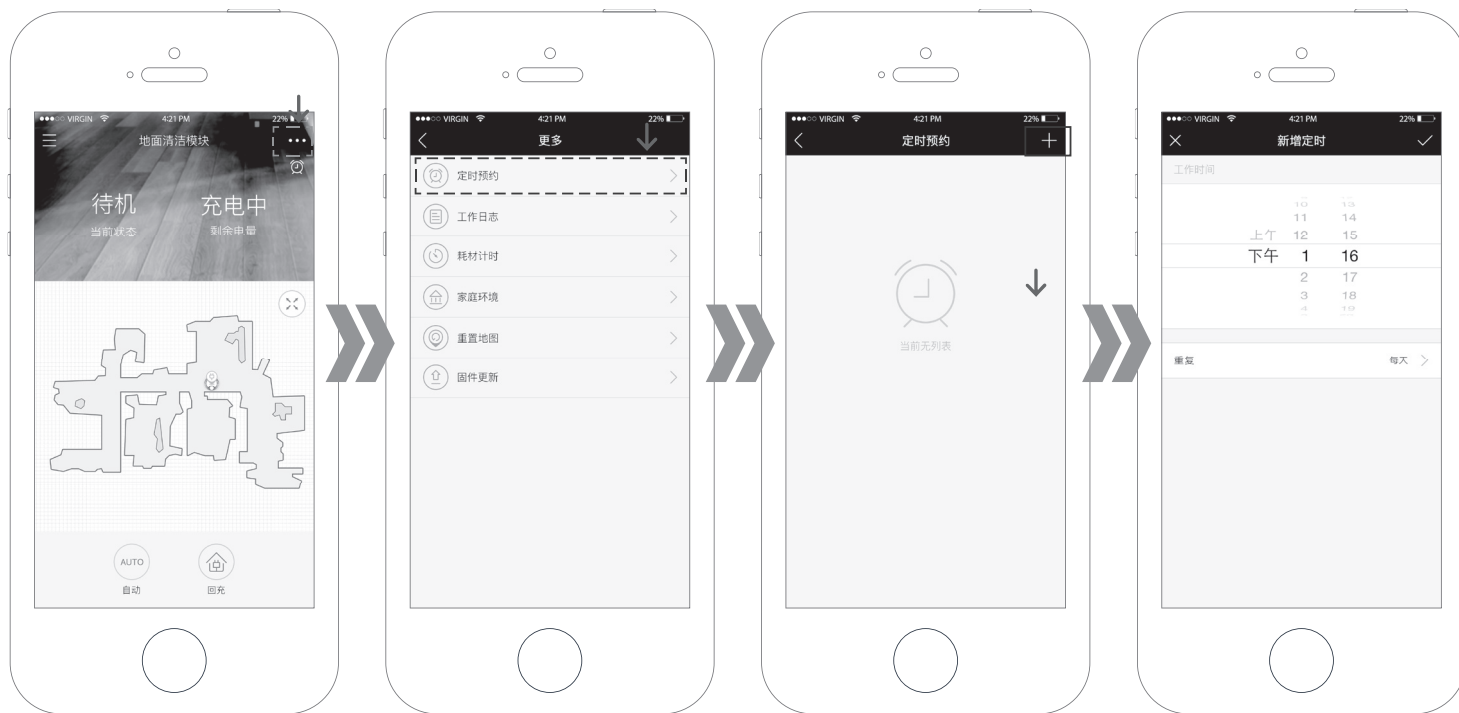 VIRGIN 4:21 PM 22%
地面清洁模块
待机 充电中
当前状态 剩余电量
AUTO
自动 回充
VIRGIN 4:21 PM 22%
更多
定时预约
工作日志
耗材计时
家庭环境
重置地图
固件更新
VIRGIN 4:21 PM 22%
定时预约
当前无列表
VIRGIN 4:21 PM 22%
新增定时
工作时间
10 13
11 14
上午 12 15
下午 1 16
2 17
3 18
4 19
重复 每天